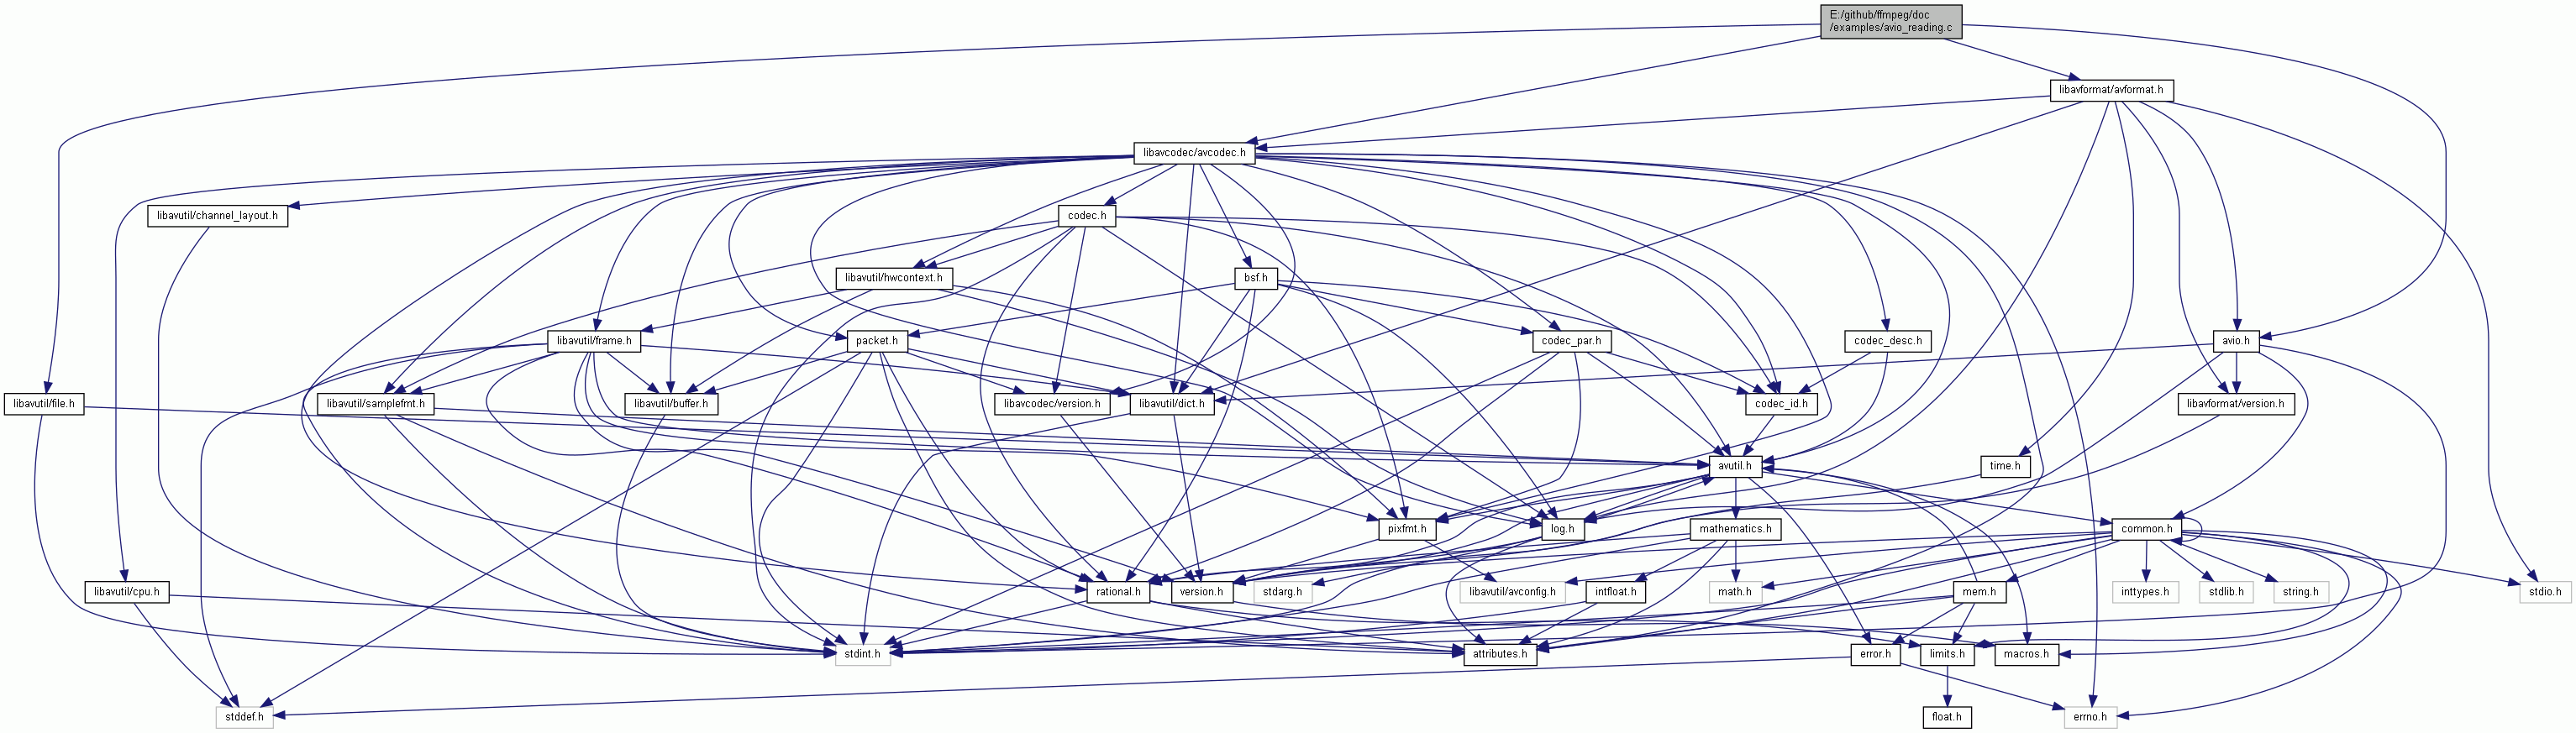 E:/github/ffmpeg/doc
/examples/avio_reading.c
libavformat/avformat.h
libavcodec/avcodec.h
libavutil/channel_layout.h
codec.h
libavutil/hwcontext.h
bsf.h
libavutil/frame.h
packet.h
codec_par.h
codec_desc.h
avio.h
libavutil/file.h
libavutil/samplefmt.h
libavutil/buffer.h
libavcodec/version.h
libavutil/dict.h
codec_id.h
libavformat/version.h
avutil.h
time.h
pixfmt.h
log.h
mathematics.h
common.h
libavutil/cpu.h
rational.h
version.h
stdarg.h
libavutil/avconfig.h
intfloat.h
math.h
mem.h
inttypes.h
stdlib.h
string.h
stdio.h
stdint.h
attributes.h
error.h
limits.h
macros.h
stddef.h
float.h
errno.h